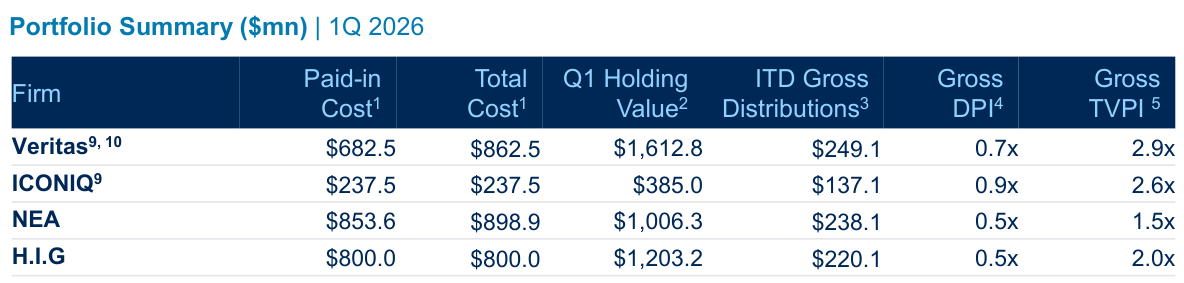 Portfolio Summary ($mn) | 1Q 2026
Firm Paid-in Cost1 Total Cost1 Q1 Holding Value2 ITD Gross Distributions3 Gross DPI4 Gross TVPI 5
Veritas9, 10 $682.5 $862.5 $1,612.8 $249.1 0.7x 2.9x
ICONIQ9 $237.5 $237.5 $385.0 $137.1 0.9x 2.6x
NEA $853.6 $898.9 $1,006.3 $238.1 0.5x 1.5x
H.I.G $800.0 $800.0 $1,203.2 $220.1 0.5x 2.0x